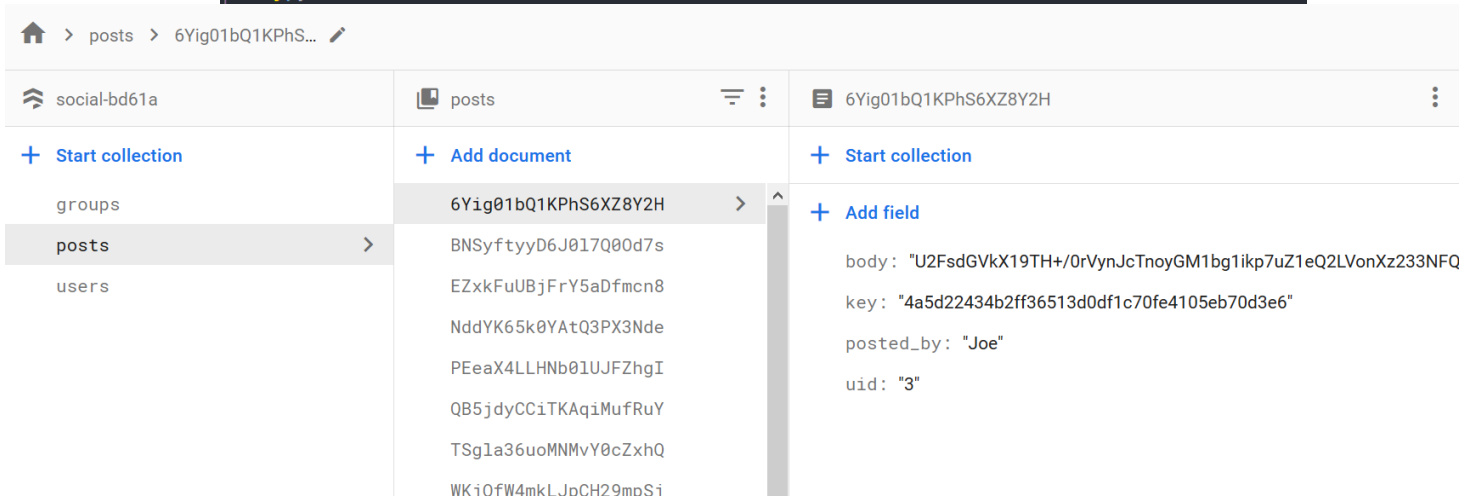 posts > 6Yig01bQ1KPhS...
social-bd61a
posts
6Yig01bQ1KPhS6XZ8Y2H
Start collection
Add document
Start collection
groups
posts
users
6Yig01bQ1KPhS6XZ8Y2H
BNSyftyyD6J0l7Q0Od7s
EZxkFuUBjFrY5aDfmcn8
NddYK65k0YAtQ3PX3Nde
PEeaX4LLHNb0lUJFZhgI
QB5jdyCCiTKAqiMufRuY
TSgla36uoMNMvY0cZxhQ
WKjOfW4mkLJpCH29mpSj
Add field
body: "U2FsdGVkX19TH+/0rVynJcTnoyGM1bg1ikp7uZ1eQ2LVonXz233NFQ
key: "4a5d22434b2ff36513d0df1c70fe4105eb70d3e6"
posted_by: "Joe"
uid: "3"